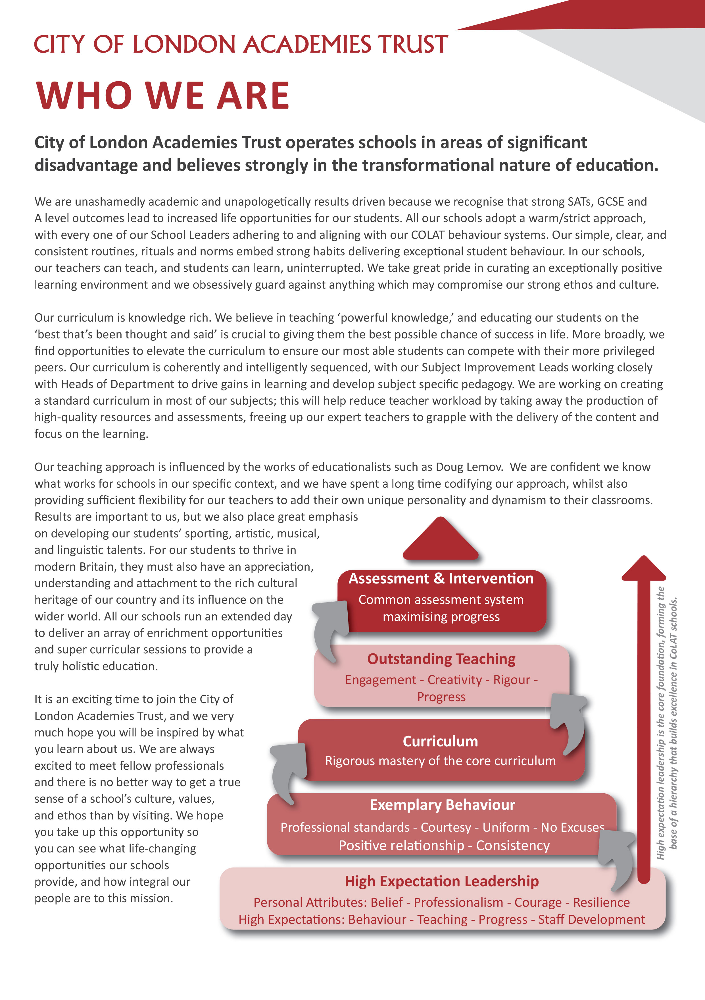 CITY OF LONDON ACADEMIES TRUST
WHO WE ARE
City of London Academies Trust operates schools in areas of significant
disadvantage and believes strongly in the transformational nature of education.
We are unashamedly academic and unapologetically results driven because we recognise that strong SATs, GCSE and
A level outcomes lead to increased life opportunities for our students. All our schools adopt a warm/strict approach,
with every one of our School Leaders adhering to and aligning with our COLAT behaviour systems. Our simple, clear, and
consistent routines, rituals and norms embed strong habits delivering exceptional student behaviour. In our schools,
our teachers can teach, and students can learn, uninterrupted. We take great pride in curating an exceptionally positive
learning environment and we obsessively guard against anything which may compromise our strong ethos and culture.
Our curriculum is knowledge rich. We believe in teaching ‘powerful knowledge,’ and educating our students on the
‘best that’s been thought and said’ is crucial to giving them the best possible chance of success in life. More broadly, we
find opportunities to elevate the curriculum to ensure our most able students can compete with their more privileged
peers. Our curriculum is coherently and intelligently sequenced, with our Subject Improvement Leads working closely
with Heads of Department to drive gains in learning and develop subject specific pedagogy. We are working on creating
a standard curriculum in most of our subjects; this will help reduce teacher workload by taking away the production of
high-quality resources and assessments, freeing up our expert teachers to grapple with the delivery of the content and
focus on the learning.
Our teaching approach is influenced by the works of educationalists such as Doug Lemov.  We are confident we know
what works for schools in our specific context, and we have spent a long time codifying our approach, whilst also
providing sufficient flexibility for our teachers to add their own unique personality and dynamism to their classrooms.
Results are important to us, but we also place great emphasis
on developing our students’ sporting, artistic, musical,
and linguistic talents. For our students to thrive in
modern Britain, they must also have an appreciation,
understanding and attachment to the rich cultural
heritage of our country and its influence on the
wider world. All our schools run an extended day
to deliver an array of enrichment opportunities
and super curricular sessions to provide a
truly holistic education.
It is an exciting time to join the City of
London Academies Trust, and we very
much hope you will be inspired by what
you learn about us. We are always
excited to meet fellow professionals
and there is no better way to get a true
sense of a school’s culture, values,
and ethos than by visiting. We hope
you take up this opportunity so
you can see what life-changing
opportunities our schools
provide, and how integral our
people are to this mission.
Assessment & Intervention
Common assessment system
maximising progress
Outstanding Teaching
Engagement - Creativity - Rigour -
Progress
Curriculum
Rigorous mastery of the core curriculum
Exemplary Behaviour
Professional standards - Courtesy - Uniform - No Excuses
Positive relationship - Consistency
High Expectation Leadership
Personal Attributes: Belief - Professionalism - Courage - Resilience
High Expectations: Behaviour - Teaching - Progress - Staff Development
High expectation leadership is the core foundation, forming the
base of a hierarchy that builds excellence in CoLAT schools.